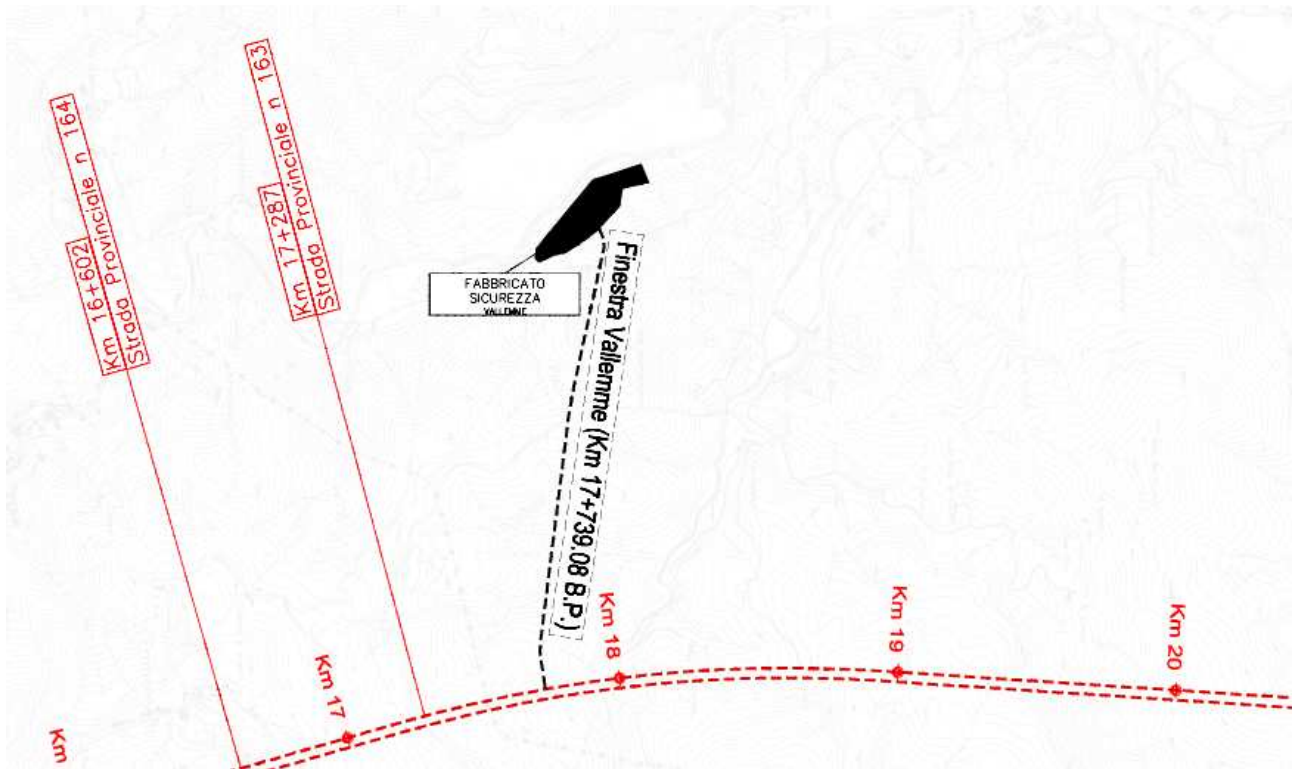 Km 16+602
Strada Provinciale n 164
Km 17+287
Strada Provinciale n 163
FABBRICATO
SICUREZZA
VALLEMME
Finestra Vallemme (Km 17+739.08 B.P.)
Km
Km 17
Km 18
Km 19
Km 20